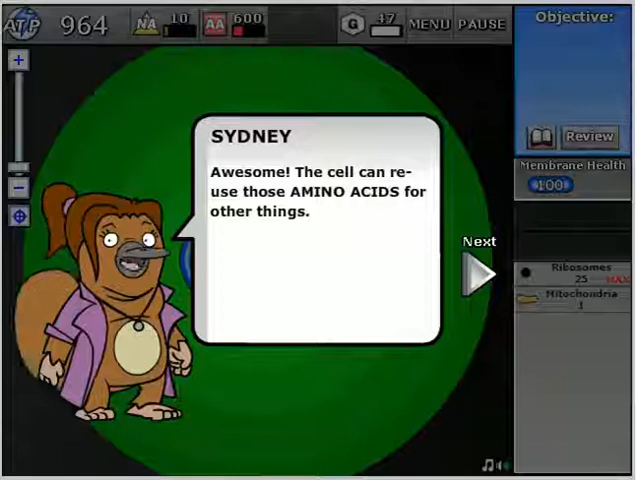 ATP 964 NA 10 AA 600 G 47 MENU PAUSE
Objective:
Review
Membrane Health
100
SYDNEY
Awesome! The cell can re-
use those AMINO ACIDS for
other things.
Next
Ribosomes
25 MAX
Mitochondria
1